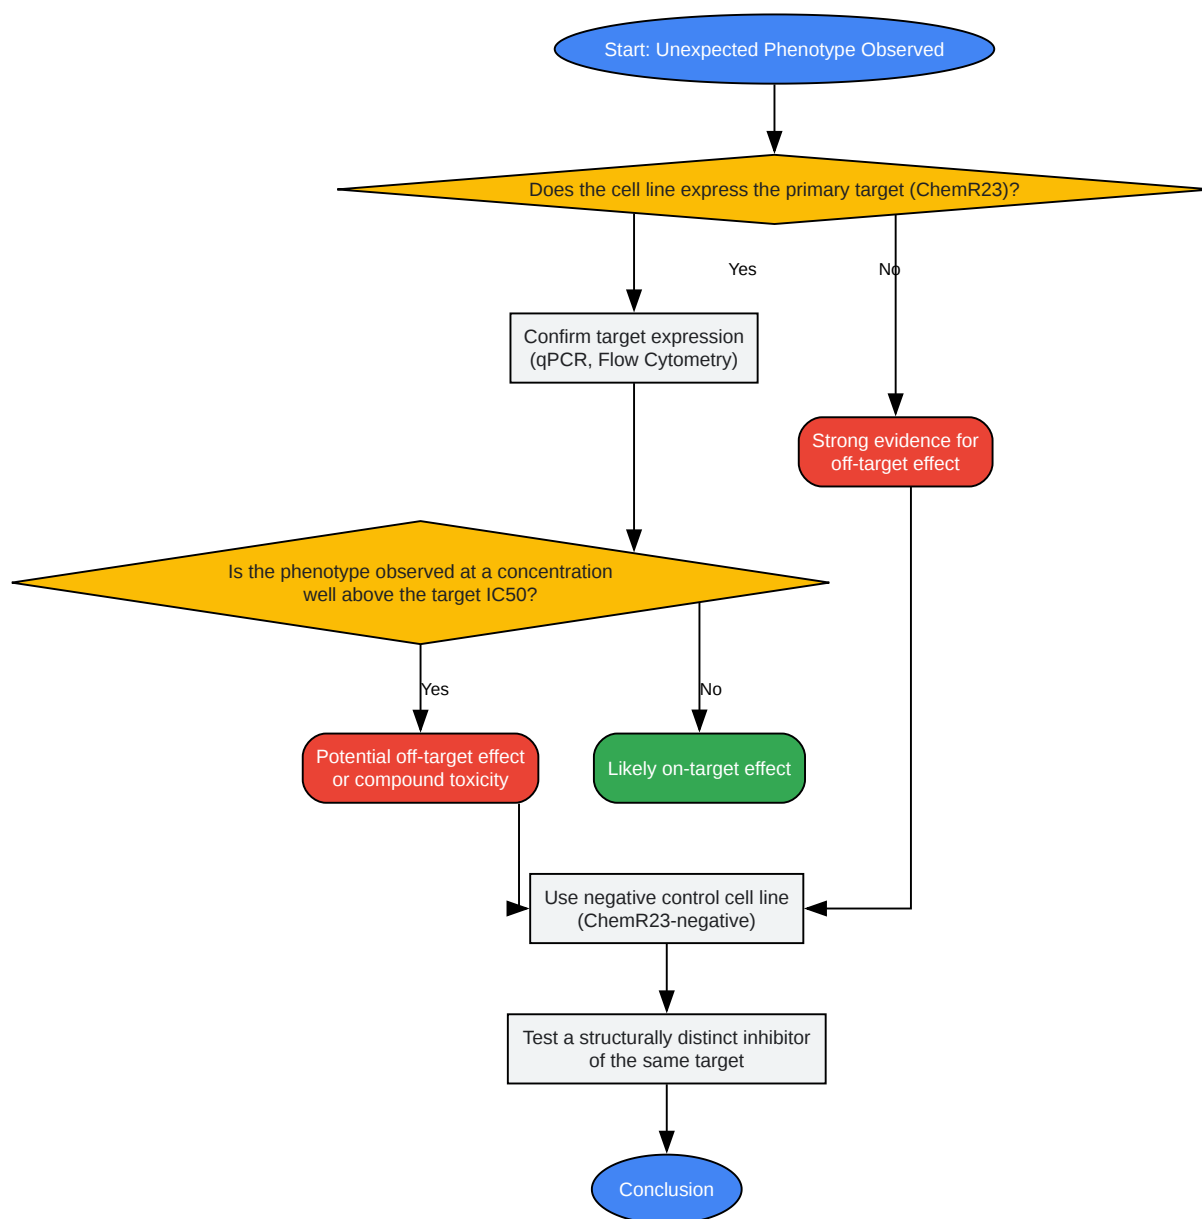 Start: Unexpected Phenotype Observed
Does the cell line express the primary target (ChemR23)?
Yes
No
Confirm target expression
(qPCR, Flow Cytometry)
Strong evidence for
off-target effect
Is the phenotype observed at a concentration
well above the target IC50?
Yes
No
Potential off-target effect
or compound toxicity
Likely on-target effect
Use negative control cell line
(ChemR23-negative)
Test a structurally distinct inhibitor
of the same target
Conclusion